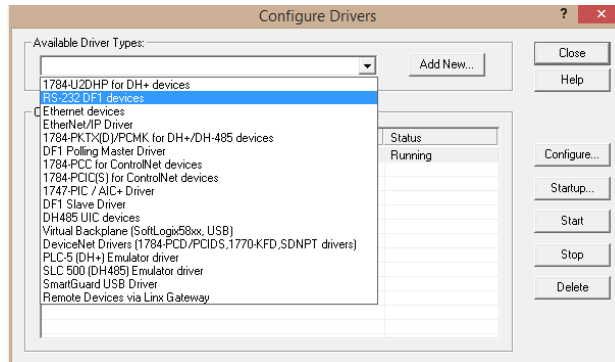 Configure Drivers
?
×
Available Driver Types:
Add New...
Close
Help
1784-U2DHP for DH+ devices
RS-232 DF1 devices
Ethernet devices
EtherNet/IP Driver
1784-PKTX(D)/PCMK for DH+/DH-485 devices
DF1 Polling Master Driver
1784-PCC for ControlNet devices
1784-PCIC(S) for ControlNet devices
1747-PIC / AIC+ Driver
DF1 Slave Driver
DH485 UIC devices
Virtual Backplane (SoftLogix58xx, USB)
DeviceNet Drivers (1784-PCD/PCIDS,1770-KFD,SDNPT drivers)
PLC-5 (DH+) Emulator driver
SLC 500 (DH485) Emulator driver
SmartGuard USB Driver
Remote Devices via Linx Gateway
Status
Running
Configure...
Startup...
Start
Stop
Delete